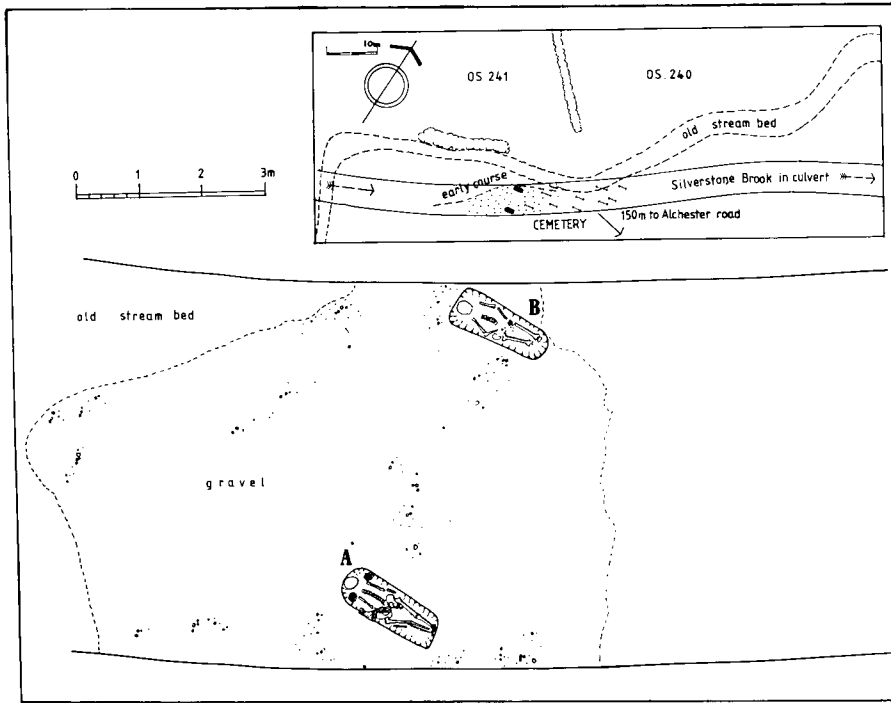 10m
OS 241
OS.240
old stream bed
0 1 2 3m
early course
Silverstone Brook in culvert
CEMETERY
150m to Alchester road
old stream bed
B
gravel
A